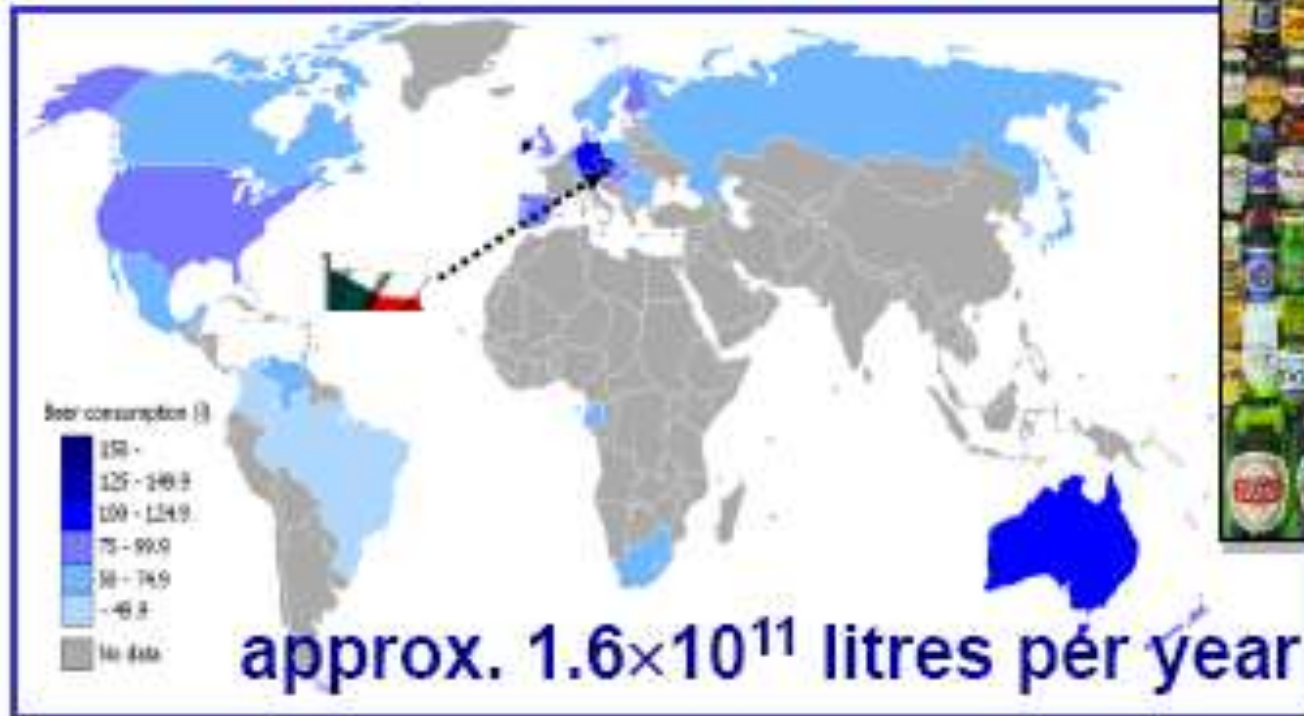 Beer consumption (l)
150 -
125 - 149.9
100 - 124.9
75 - 99.9
50 - 74.9
- 49.9
No data
approx. 1.6×10¹¹ litres per year